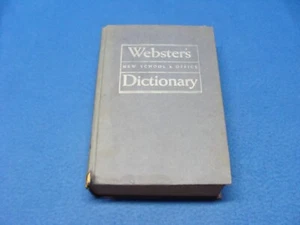 Webster's
NEW SCHOOL & OFFICE
Dictionary